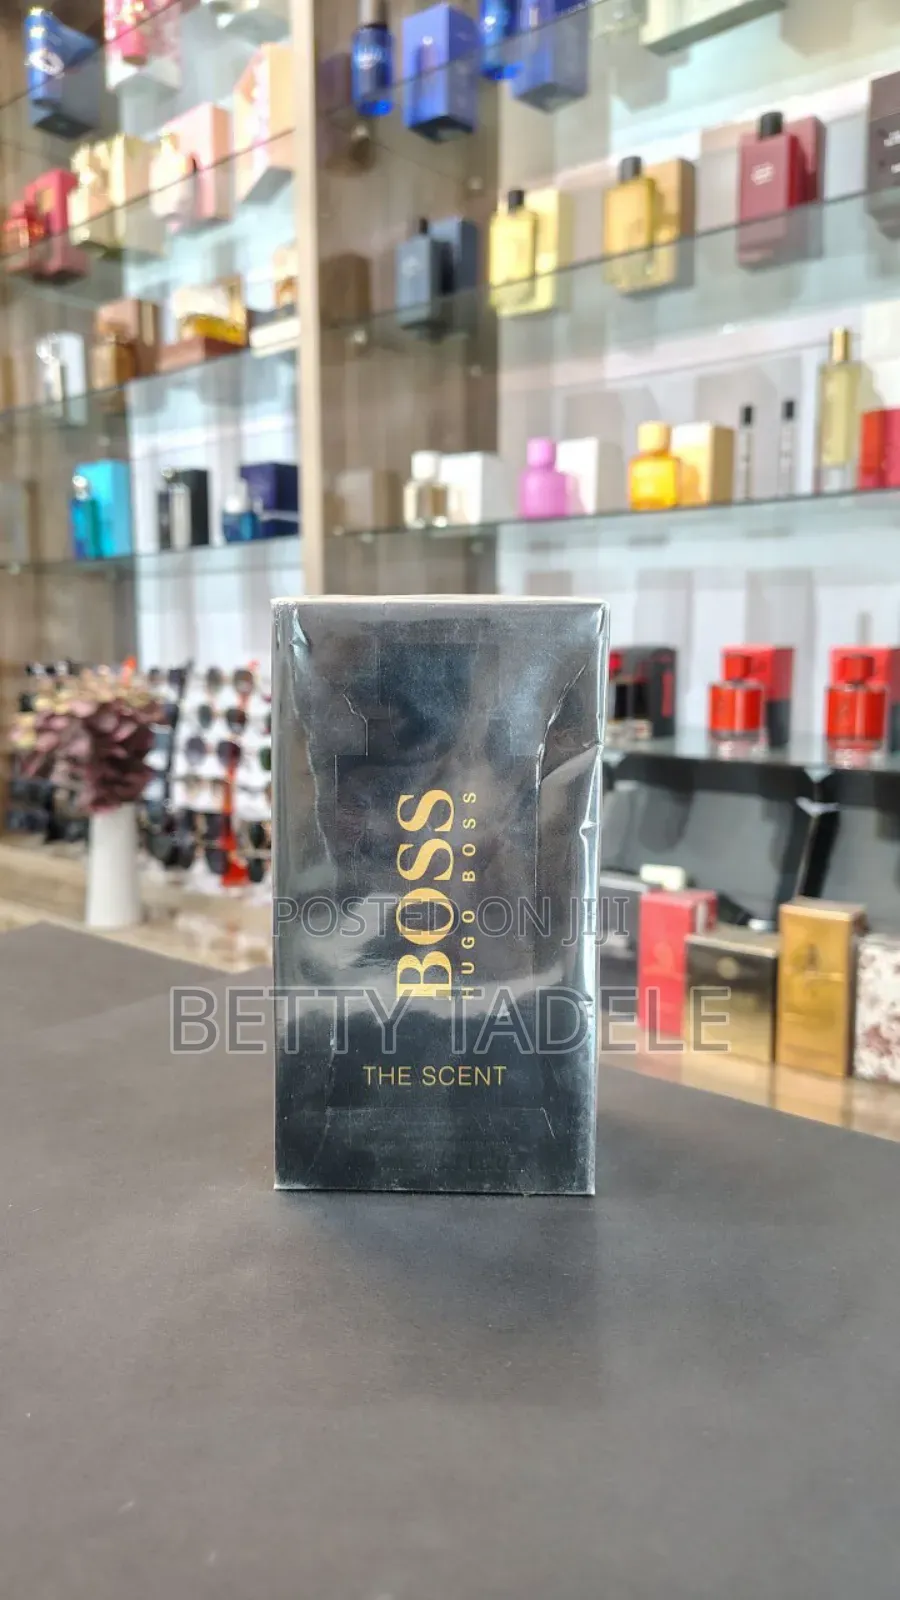 BOSS
HUGO BOSS
POSTED ON JIJI
BETTY TADELE
THE SCENT